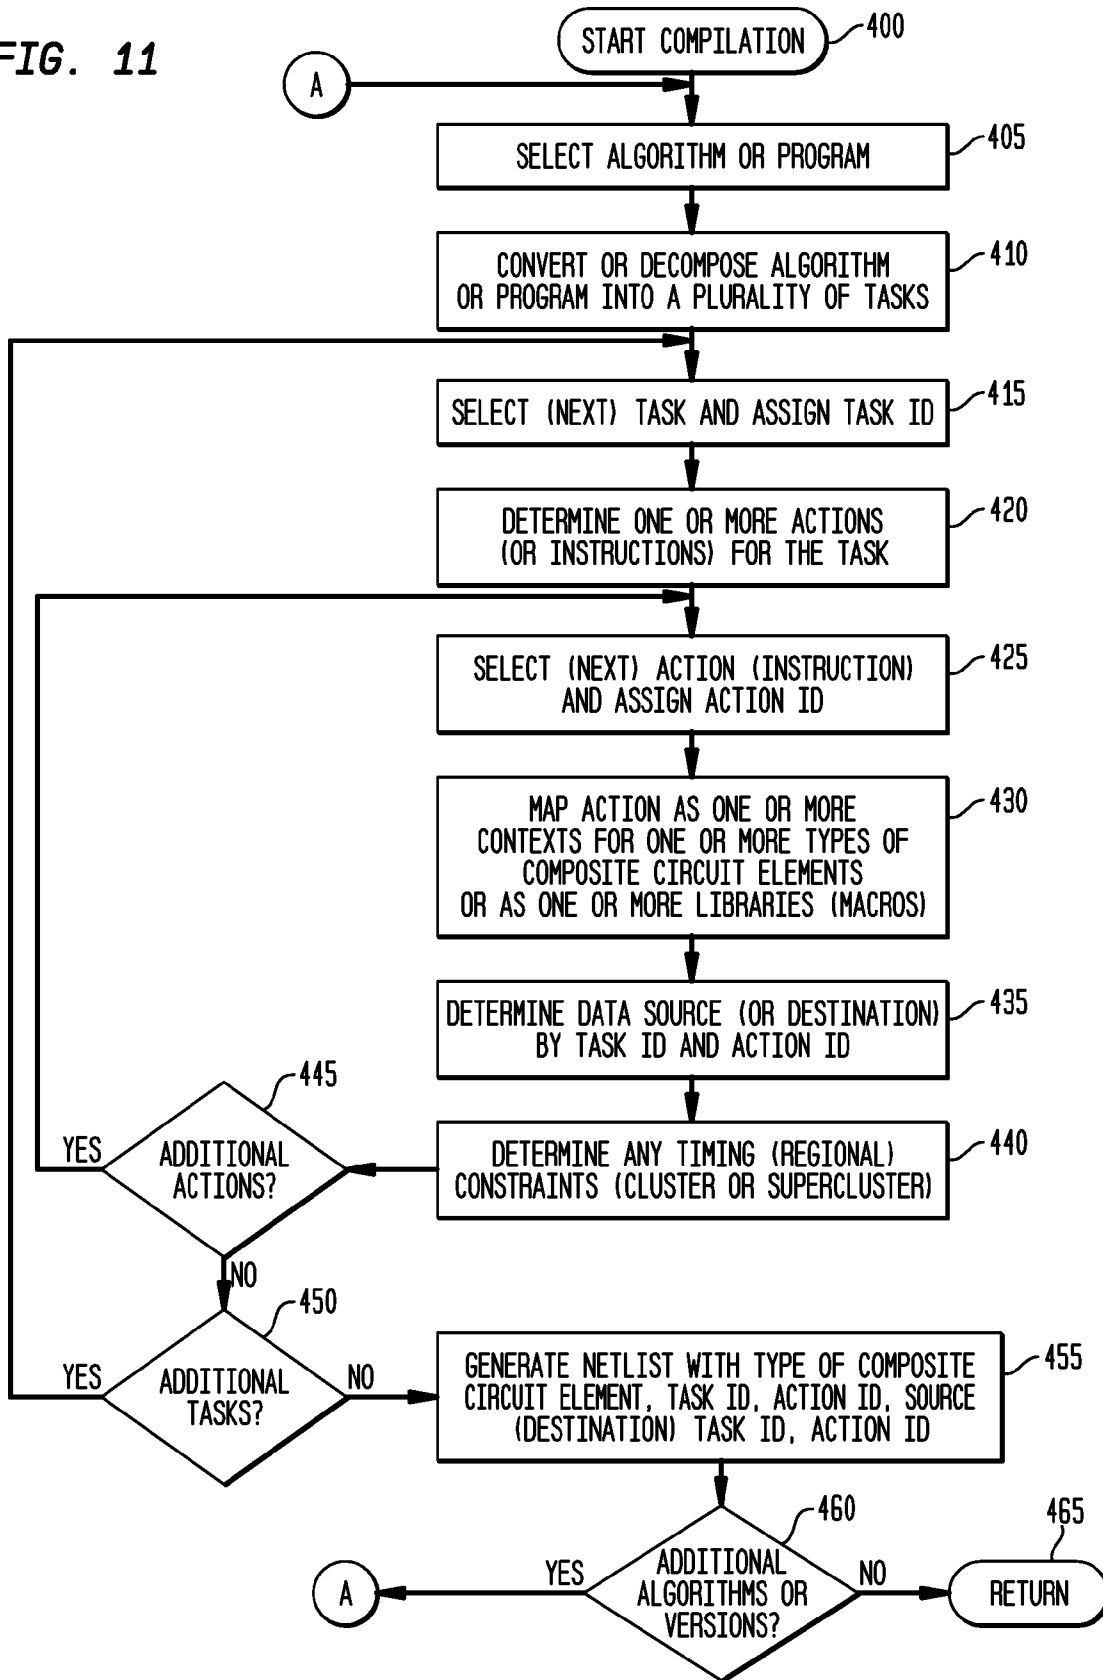 FIG. 11
START COMPILATION
400
A
SELECT ALGORITHM OR PROGRAM
405
CONVERT OR DECOMPOSE ALGORITHM
OR PROGRAM INTO A PLURALITY OF TASKS
410
SELECT (NEXT) TASK AND ASSIGN TASK ID
415
DETERMINE ONE OR MORE ACTIONS
(OR INSTRUCTIONS) FOR THE TASK
420
SELECT (NEXT) ACTION (INSTRUCTION)
AND ASSIGN ACTION ID
425
MAP ACTION AS ONE OR MORE
CONTEXTS FOR ONE OR MORE TYPES OF
COMPOSITE CIRCUIT ELEMENTS
OR AS ONE OR MORE LIBRARIES (MACROS)
430
DETERMINE DATA SOURCE (OR DESTINATION)
BY TASK ID AND ACTION ID
435
DETERMINE ANY TIMING (REGIONAL)
CONSTRAINTS (CLUSTER OR SUPERCLUSTER)
440
445
YES
ADDITIONAL
ACTIONS?
NO
450
YES
ADDITIONAL
TASKS?
NO
GENERATE NETLIST WITH TYPE OF COMPOSITE
CIRCUIT ELEMENT, TASK ID, ACTION ID, SOURCE
(DESTINATION) TASK ID, ACTION ID
455
460
YES
ADDITIONAL
ALGORITHMS OR
VERSIONS?
NO
A
465
RETURN